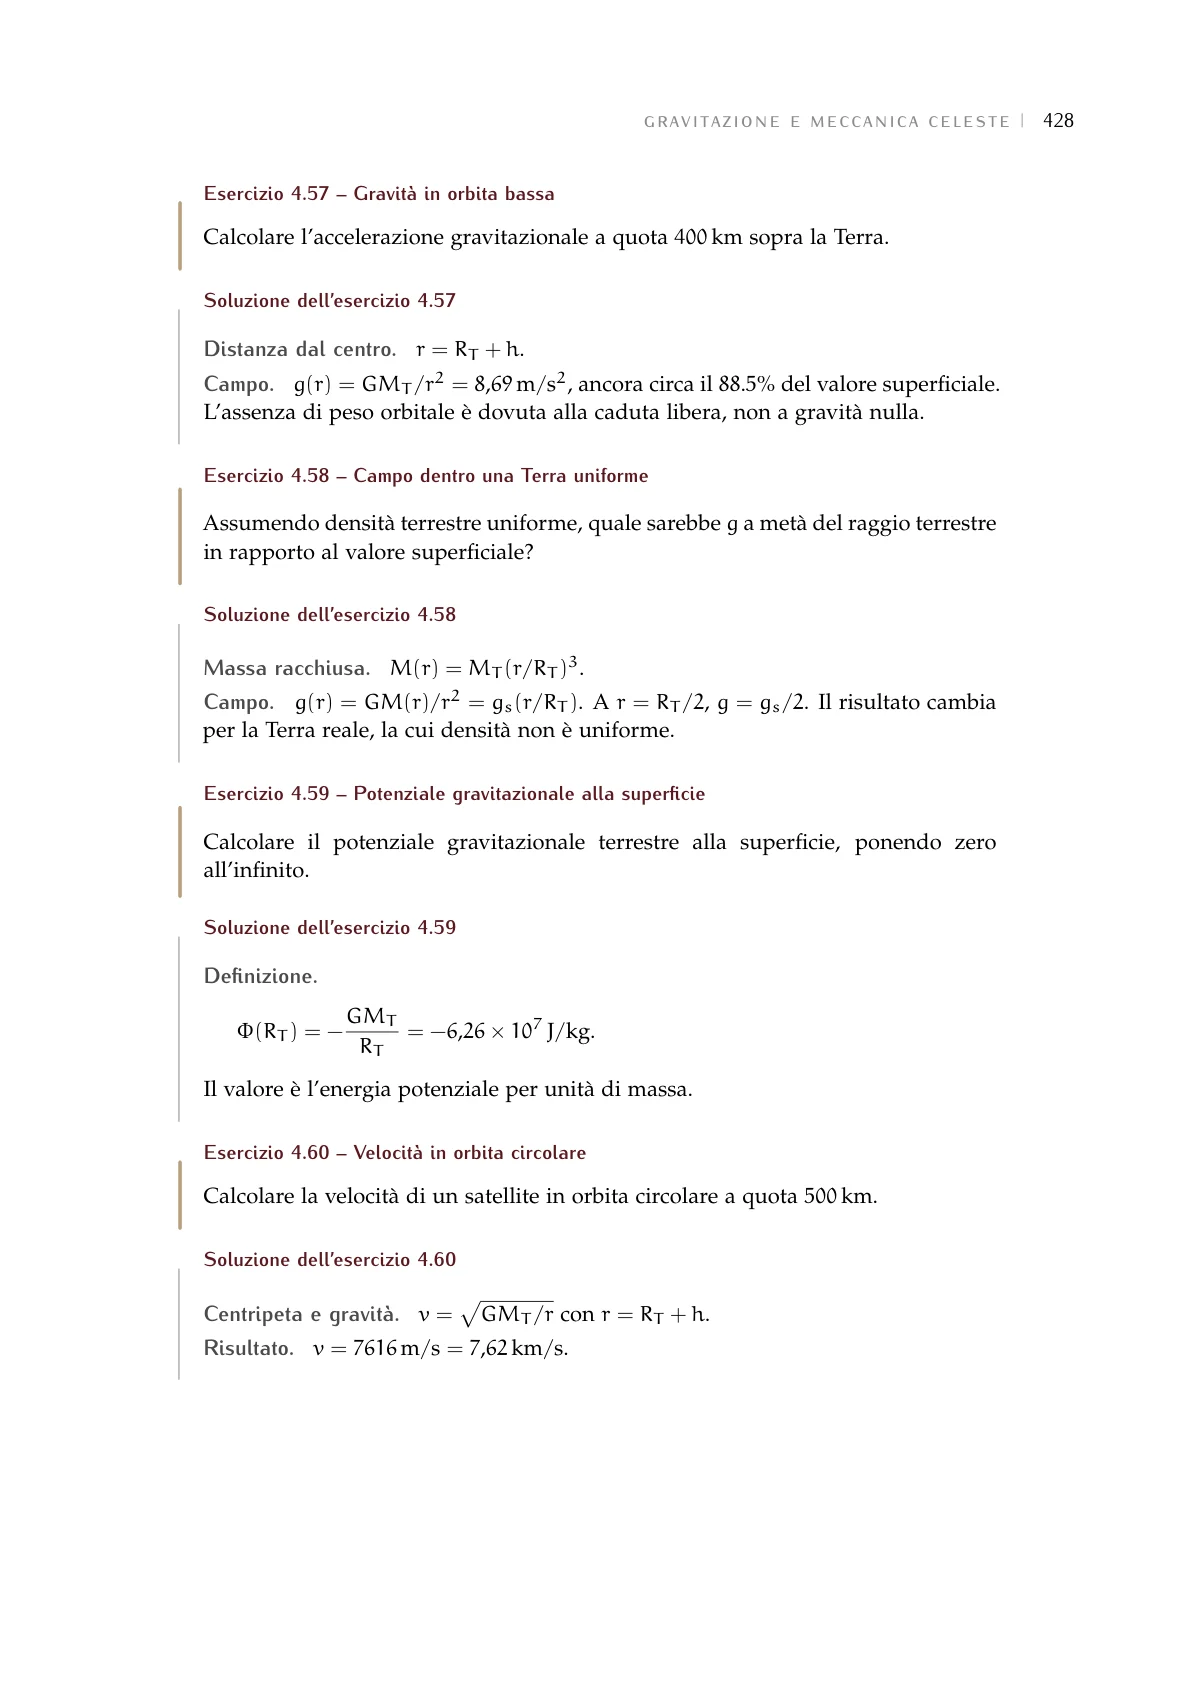 GRAVITAZIONE E MECCANICA CELESTE | 428
Esercizio 4.57 – Gravità in orbita bassa
Calcolare l'accelerazione gravitazionale a quota 400 km sopra la Terra.
Soluzione dell'esercizio 4.57
Distanza dal centro. r = R_T + h.
Campo. g(r) = GM_T/r² = 8,69 m/s², ancora circa il 88.5% del valore superficiale.
L'assenza di peso orbitale è dovuta alla caduta libera, non a gravità nulla.
Esercizio 4.58 – Campo dentro una Terra uniforme
Assumendo densità terrestre uniforme, quale sarebbe g a metà del raggio terrestre
in rapporto al valore superficiale?
Soluzione dell'esercizio 4.58
Massa racchiusa. M(r) = M_T(r/R_T)³.
Campo. g(r) = GM(r)/r² = g_s(r/R_T). A r = R_T/2, g = g_s/2. Il risultato cambia
per la Terra reale, la cui densità non è uniforme.
Esercizio 4.59 – Potenziale gravitazionale alla superficie
Calcolare il potenziale gravitazionale terrestre alla superficie, ponendo zero
all'infinito.
Soluzione dell'esercizio 4.59
Definizione.
Φ(R_T) = −GM_T/R_T = −6,26 × 10⁷ J/kg.
Il valore è l'energia potenziale per unità di massa.
Esercizio 4.60 – Velocità in orbita circolare
Calcolare la velocità di un satellite in orbita circolare a quota 500 km.
Soluzione dell'esercizio 4.60
Centripeta e gravità. v = √(GM_T/r) con r = R_T + h.
Risultato. v = 7616 m/s = 7,62 km/s.